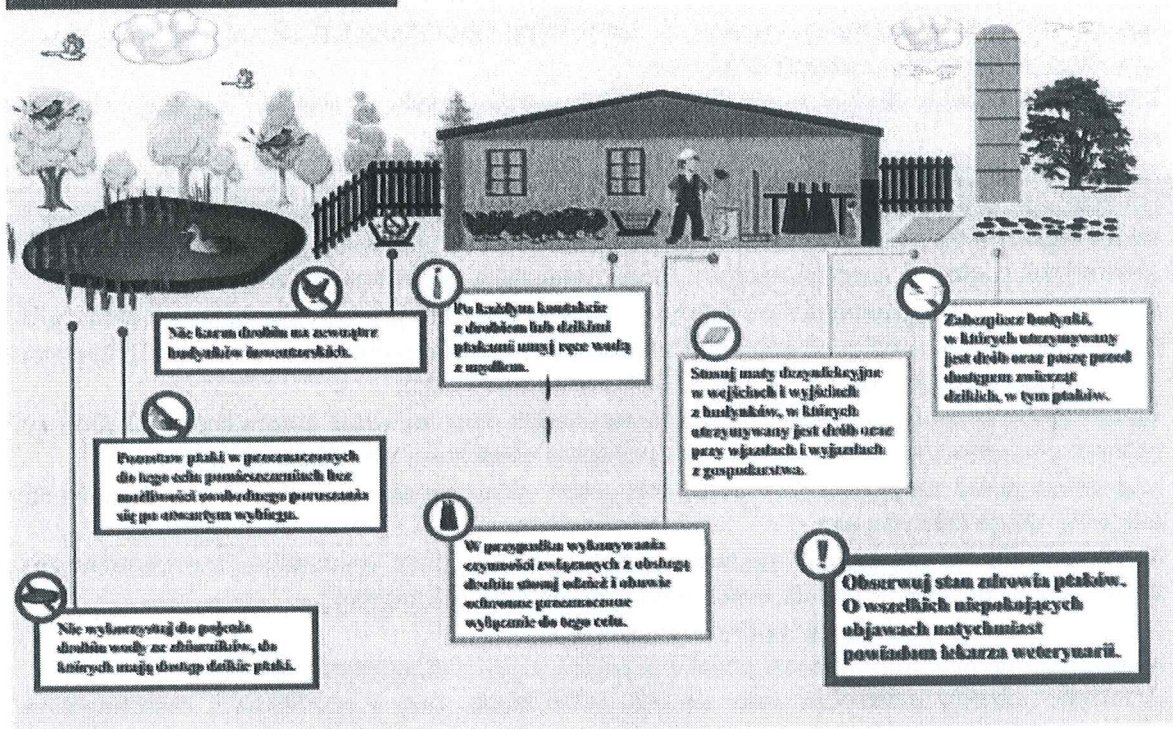 Nie karm drobiu na zewnątrz
budynków inwentarskich.
Po każdym kontakcie
z drobiem lub dzikimi
ptakami umyj ręce wodą
z mydłem.
Zabezpiecz budynki,
w których utrzymywany
jest drób oraz paszę przed
dostępem zwierząt
dzikich, w tym ptaków.
Stosuj maty dezynfekcyjne
w wejściach i wyjściach
z budynków, w których
utrzymywany jest drób oraz
przy wjazdach i wyjazdach
z gospodarstwa.
Pozostaw ptaki w przeznaczonych
do tego celu pomieszczeniach bez
możliwości swobodnego poruszania
się po otwartym wybiegu.
W przypadku wykonywania
czynności związanych z obsługą
drobiu stosuj odzież i obuwie
ochronne przeznaczone
wyłącznie do tego celu.
Obserwuj stan zdrowia ptaków.
O wszelkich niepokojących
objawach natychmiast
powiadom lekarza weterynarii.
Nie wykorzystuj do pojenia
drobiu wody ze zbiorników, do
których mają dostęp dzikie ptaki.